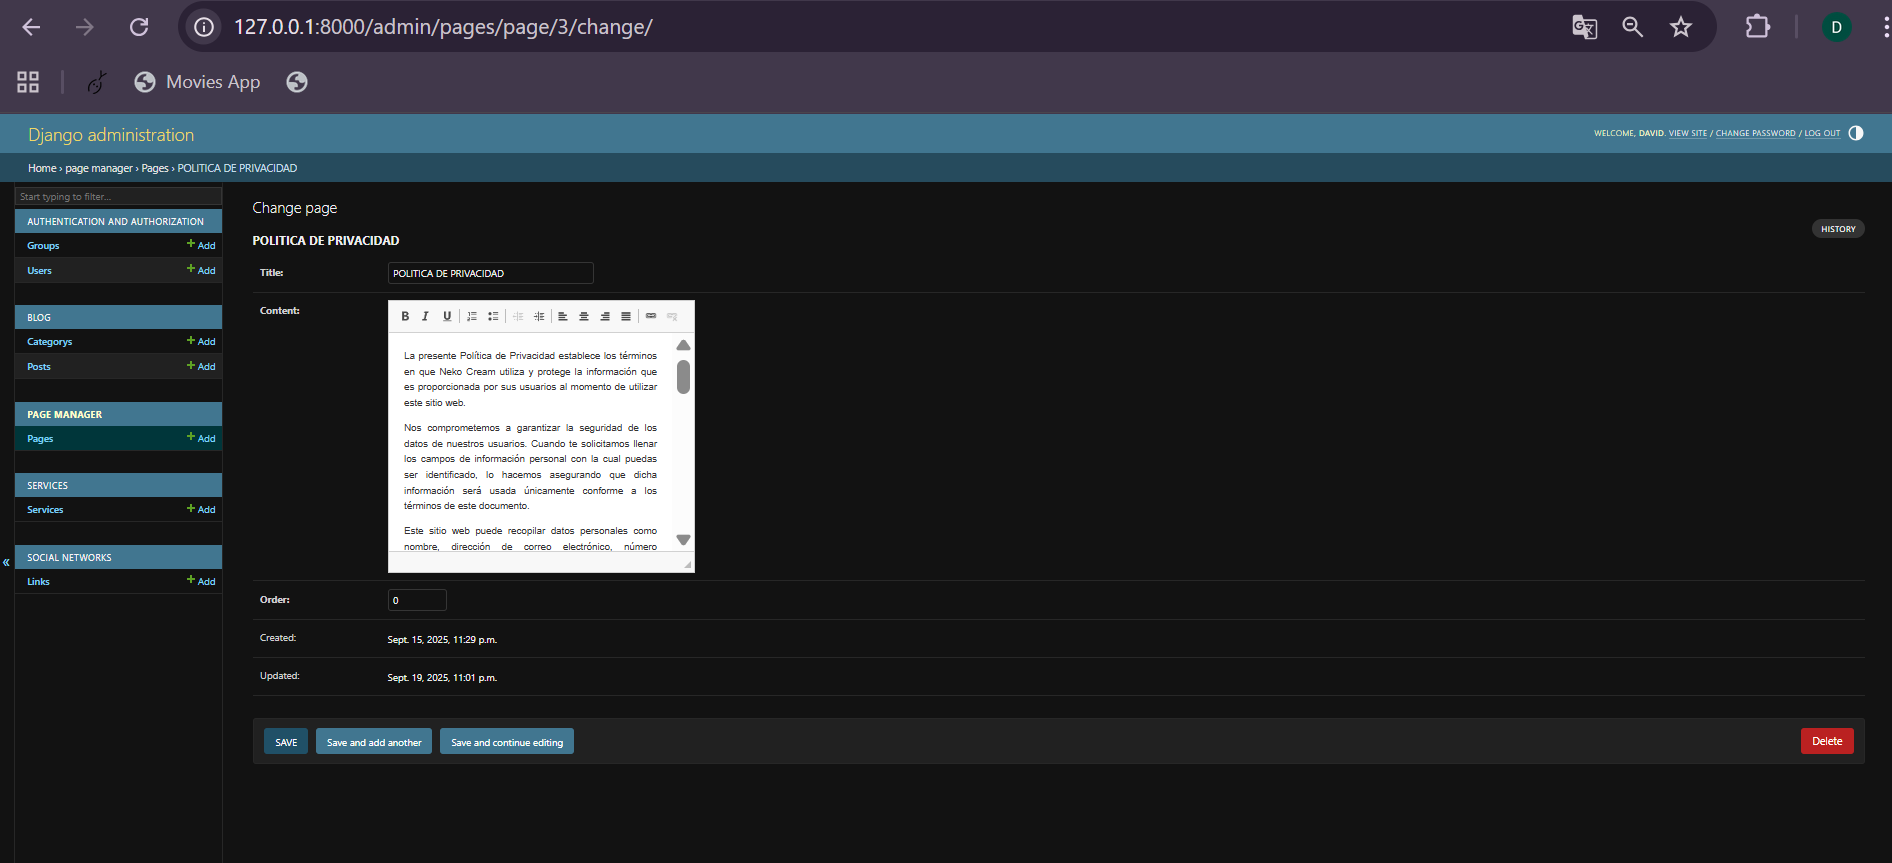 127.0.0.1:8000/admin/pages/page/3/change/
D
Movies App
Django administration
WELCOME, DAVID. VIEW SITE / CHANGE PASSWORD / LOG OUT
Home › page manager › Pages › POLITICA DE PRIVACIDAD
Start typing to filter...
AUTHENTICATION AND AUTHORIZATION
Groups + Add
Users + Add
BLOG
Categorys + Add
Posts + Add
PAGE MANAGER
Pages + Add
SERVICES
Services + Add
SOCIAL NETWORKS
Links + Add
«
Change page
HISTORY
POLITICA DE PRIVACIDAD
Title: POLITICA DE PRIVACIDAD
Content:
B I U
La presente Política de Privacidad establece los términos
en que Neko Cream utiliza y protege la información que
es proporcionada por sus usuarios al momento de utilizar
este sitio web.
Nos comprometemos a garantizar la seguridad de los
datos de nuestros usuarios. Cuando te solicitamos llenar
los campos de información personal con la cual puedas
ser identificado, lo hacemos asegurando que dicha
información será usada únicamente conforme a los
términos de este documento.
Este sitio web puede recopilar datos personales como
nombre, dirección de correo electrónico, número
Order: 0
Created: Sept. 15, 2025, 11:29 p.m.
Updated: Sept. 19, 2025, 11:01 p.m.
SAVE
Save and add another
Save and continue editing
Delete